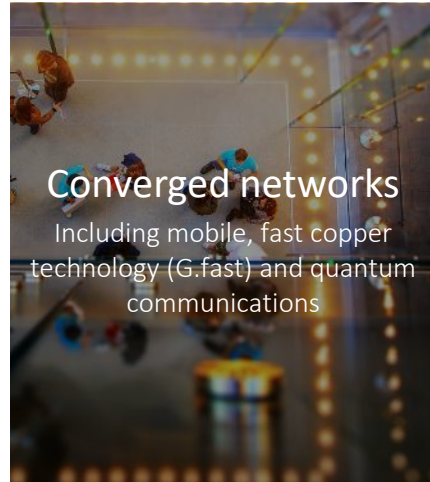 Converged networks
Including mobile, fast copper
technology (G.fast) and quantum
communications